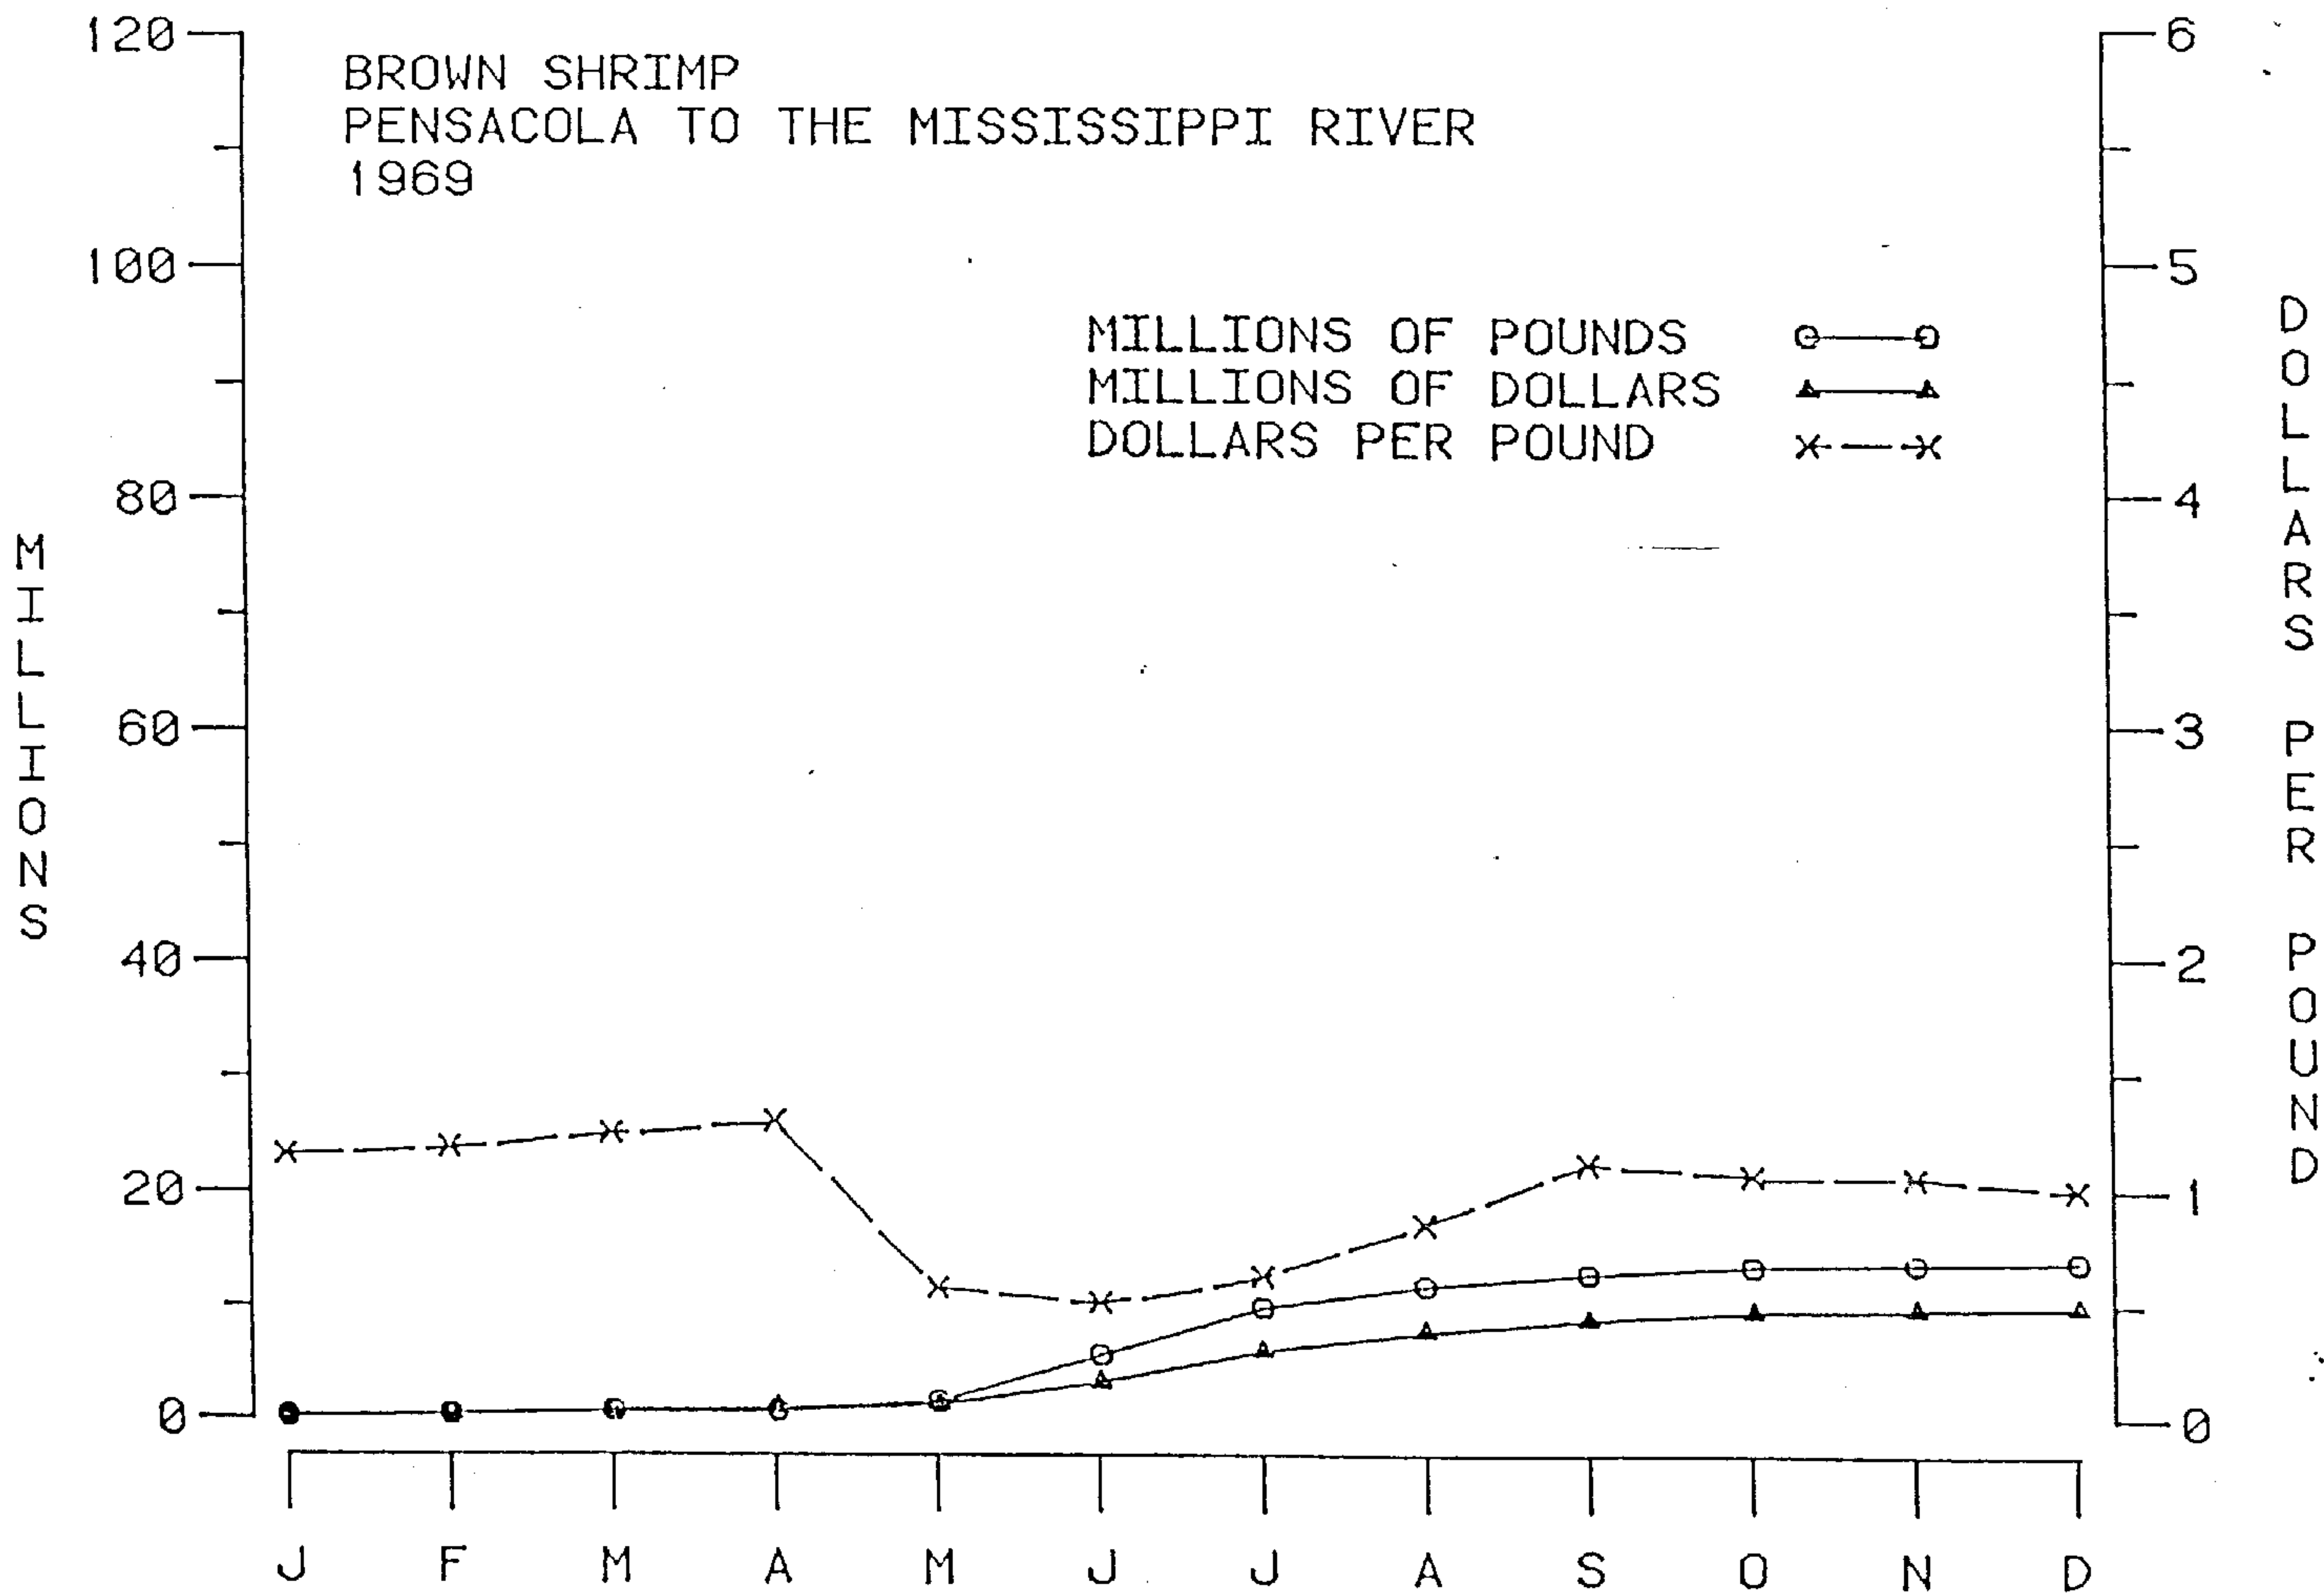 BROWN SHRIMP
PENSACOLA TO THE MISSISSIPPI RIVER
1969
MILLIONS OF POUNDS
MILLIONS OF DOLLARS
DOLLARS PER POUND
MILLIONS
120
100
80
60
40
20
0
6
5
4
3
2
1
0
DOLLARS PER POUND
J F M A M J J A S O N D